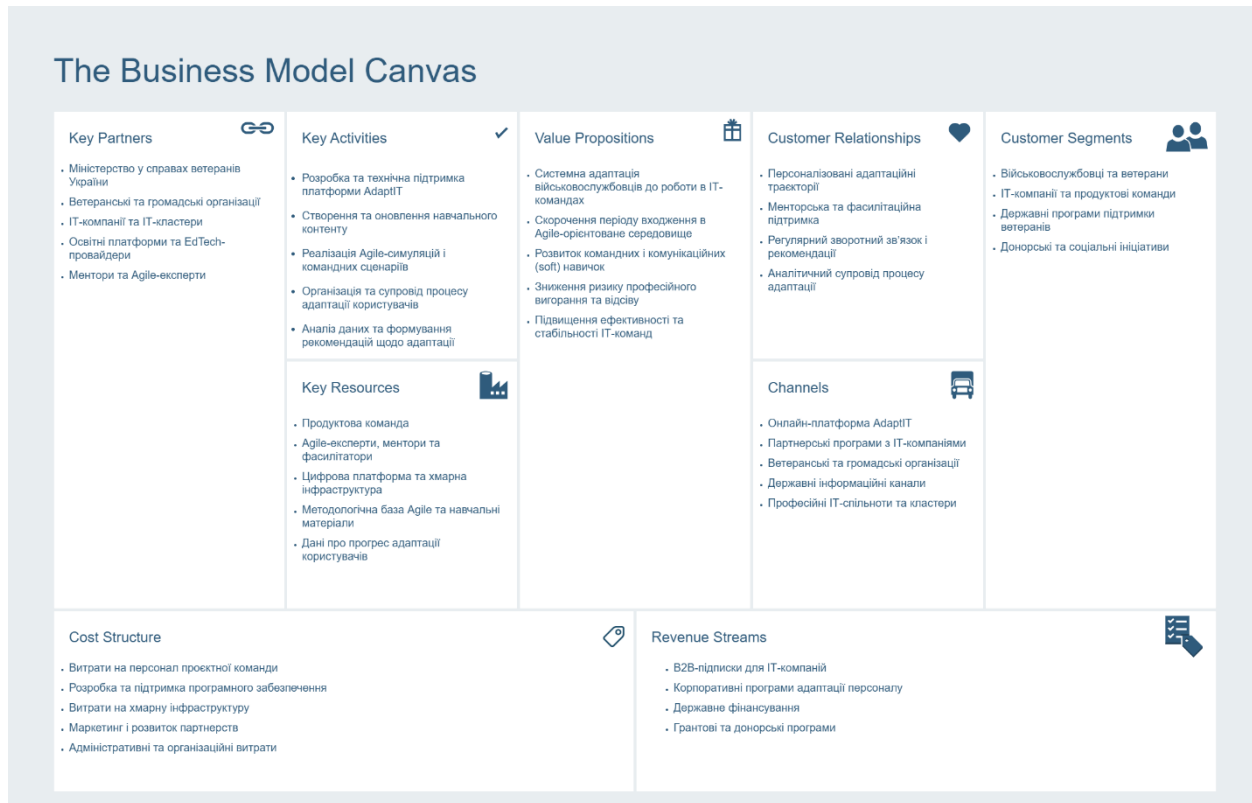 The Business Model Canvas
Key Partners
Міністерство у справах ветеранів
України
Ветеранські та громадські організації
ІТ-компанії та ІТ-кластери
Освітні платформи та EdTech-
провайдери
Ментори та Agile-експерти
Key Activities
Розробка та технічна підтримка
платформи AdaptIT
Створення та оновлення навчального
контенту
Реалізація Agile-симуляцій і
командних сценаріїв
Організація та супровід процесу
адаптації користувачів
Аналіз даних та формування
рекомендацій щодо адаптації
Key Resources
Продуктова команда
Agile-експерти, ментори та
фасилітатори
Цифрова платформа та хмарна
інфраструктура
Методологічна база Agile та навчальні
матеріали
Дані про прогрес адаптації
користувачів
Value Propositions
Системна адаптація
військовослужбовців до роботи в ІТ-
командах
Скорочення періоду входження в
Agile-орієнтоване середовище
Розвиток командних і комунікаційних
(soft) навичок
Зниження ризику професійного
вигорання та відсіву
Підвищення ефективності та
стабільності ІТ-команд
Customer Relationships
Персоналізовані адаптаційні
траєкторії
Менторська та фасилітаційна
підтримка
Регулярний зворотний зв’язок і
рекомендації
Аналітичний супровід процесу
адаптації
Channels
Онлайн-платформа AdaptIT
Партнерські програми з ІТ-компаніями
Ветеранські та громадські організації
Державні інформаційні канали
Професійні ІТ-спільноти та кластери
Customer Segments
Військовослужбовці та ветерани
ІТ-компанії та продуктові команди
Державні програми підтримки
ветеранів
Донорські та соціальні ініціативи
Cost Structure
Витрати на персонал проєктної команди
Розробка та підтримка програмного забезпечення
Витрати на хмарну інфраструктуру
Маркетинг і розвиток партнерств
Адміністративні та організаційні витрати
Revenue Streams
B2B-підписки для ІТ-компаній
Корпоративні програми адаптації персоналу
Державне фінансування
Грантові та донорські програми